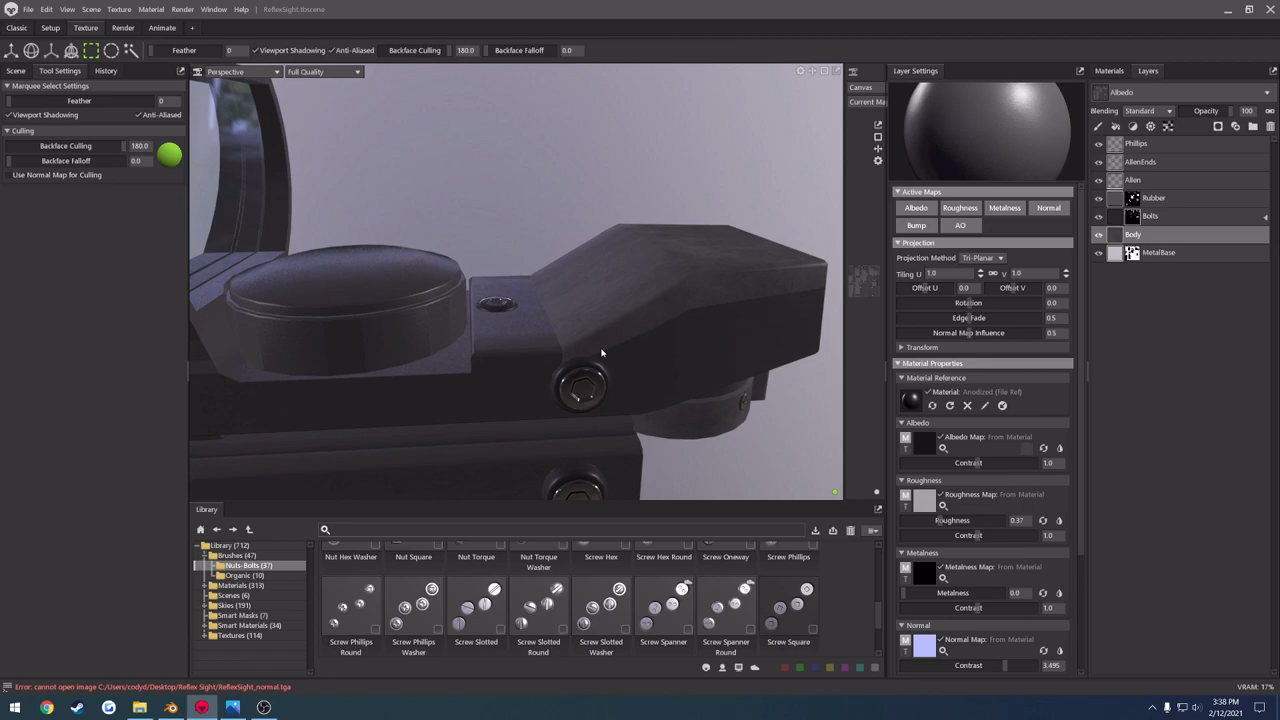 File Edit View Scene Texture Material Render Window Help ReflexSight.tbscene
Classic Setup Texture Render Animate +
Feather 0 Viewport Shadowing Anti-Aliased Backface Culling 180.0 Backface Falloff 0.0
Scene Tool Settings History
Marquee Select Settings
Feather 0
Viewport Shadowing Anti-Aliased
Culling
Backface Culling 180.0
Backface Falloff 0.0
Use Normal Map for Culling
Perspective Full Quality
Canvas
Current Ma
Library
Library (712)
Brushes (47)
Nuts-Bolts (37)
Organic (10)
Materials (313)
Scenes (6)
Skies (191)
Smart Masks (7)
Smart Materials (34)
Textures (114)
Nut Hex Washer Nut Square Nut Torque Nut Torque Washer Screw Hex Screw Hex Round Screw Oneway Screw Phillips
Screw Phillips Round Screw Phillips Washer Screw Slotted Screw Slotted Round Screw Slotted Washer Screw Spanner Screw Spanner Round Screw Square
Layer Settings
Active Maps
Albedo Roughness Metalness Normal
Bump AO
Projection
Projection Method Tri-Planar
Tiling U 1.0 V 1.0
Offset U 0.0 Offset V 0.0
Rotation 0.0
Edge Fade 0.5
Normal Map Influence 0.5
Transform
Material Properties
Material Reference
Material: Anodized (File Ref)
Albedo
M Albedo Map: From Material
T
Contrast 1.0
Roughness
M Roughness Map: From Material
T
Roughness 0.37
Contrast 1.0
Metalness
M Metalness Map: From Material
T
Metalness 0.0
Contrast 1.0
Normal
M Normal Map: From Material
T
Contrast 3.495
Materials Layers
Albedo
Blending Standard Opacity 100
Phillips
AllenEnds
Allen
Rubber
Bolts
Body
MetalBase
Error: cannot open image C:/Users/codyd/Desktop/Reflex Sight/ReflexSight_normal.tga
VRAM: 17%
3:38 PM
2/12/2021